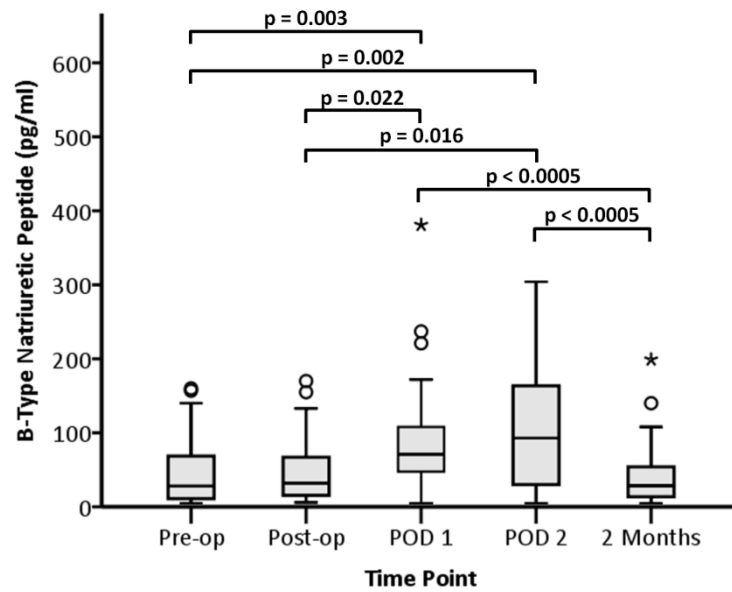 p = 0.003
p = 0.002
p = 0.022
p = 0.016
p < 0.0005
p < 0.0005
B-Type Natriuretic Peptide (pg/ml)
600
500
400
300
200
100
0
Pre-op Post-op POD 1 POD 2 2 Months
Time Point